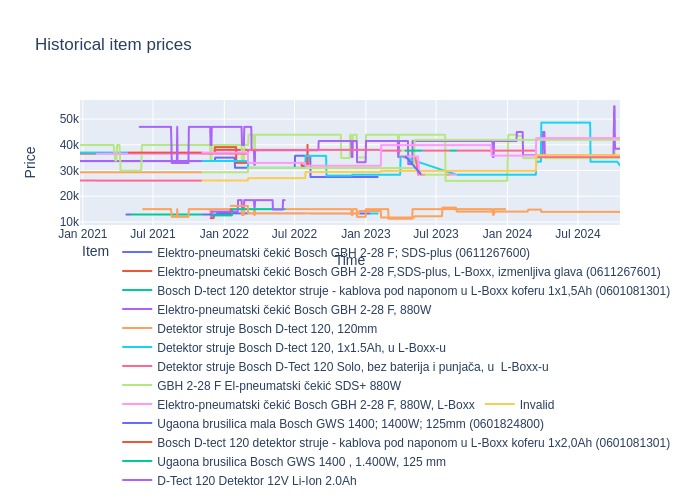 Historical item prices
Price
50k
40k
30k
20k
10k
Jan 2021 Jul 2021 Jan 2022 Jul 2022 Jan 2023 Jul 2023 Jan 2024 Jul 2024
Time
Item
Elektro-pneumatski čekić Bosch GBH 2-28 F; SDS-plus (0611267600)
Elektro-pneumatski čekić Bosch GBH 2-28 F,SDS-plus, L-Boxx, izmenljiva glava (0611267601)
Bosch D-tect 120 detektor struje - kablova pod naponom u L-Boxx koferu 1x1,5Ah (0601081301)
Elektro-pneumatski čekić Bosch GBH 2-28 F, 880W
Detektor struje Bosch D-tect 120, 120mm
Detektor struje Bosch D-tect 120, 1x1.5Ah, u L-Boxx-u
Detektor struje Bosch D-Tect 120 Solo, bez baterija i punjača, u L-Boxx-u
GBH 2-28 F El-pneumatski čekić SDS+ 880W
Elektro-pneumatski čekić Bosch GBH 2-28 F, 880W, L-Boxx Invalid
Ugaona brusilica mala Bosch GWS 1400; 1400W; 125mm (0601824800)
Bosch D-tect 120 detektor struje - kablova pod naponom u L-Boxx koferu 1x2,0Ah (0601081301)
Ugaona brusilica Bosch GWS 1400 , 1.400W, 125 mm
D-Tect 120 Detektor 12V Li-Ion 2.0Ah